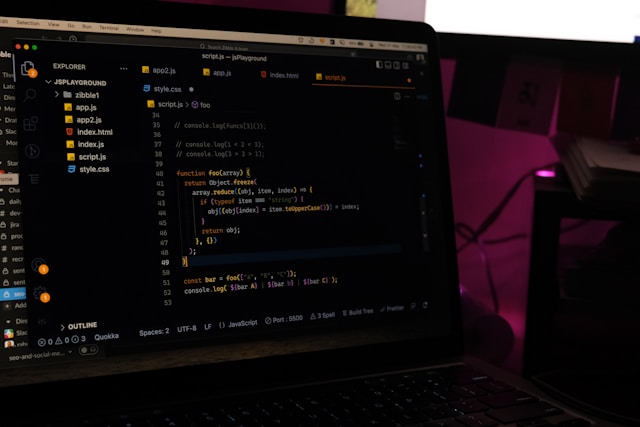 Selection View Go Run Terminal Window Help
script.js — jsPlayground
EXPLORER ...
app2.js
app.js
index.html
script.js
JSPLAYGROUND
zibble1
app.js
app2.js
index.html
index.js
script.js
style.css
style.css
script.js > foo
34
35 // console.log(funcs[3]());
36
37 // console.log(1 < 2 < 3);
38 // console.log(3 > 2 > 1);
39
40 function foo(array) {
41 return Object.freeze(
42 array.reduce((obj, item, index) => {
43 if (typeof item === "string") {
44 obj[(obj[index] = item.toUpperCase())] = index;
45 }
46 return obj;
47 }, {})
48 );
49 }
50
51 const bar = foo(["a", "B", "C"]);
52 console.log(`${bar.A} | ${bar.b} | ${bar.C}`);
53
OUTLINE
0 0 3 Quokka Spaces: 2 UTF-8 LF {} JavaScript Port : 5500 3 Spell Build Tree Prettier
seo-and-social-me...